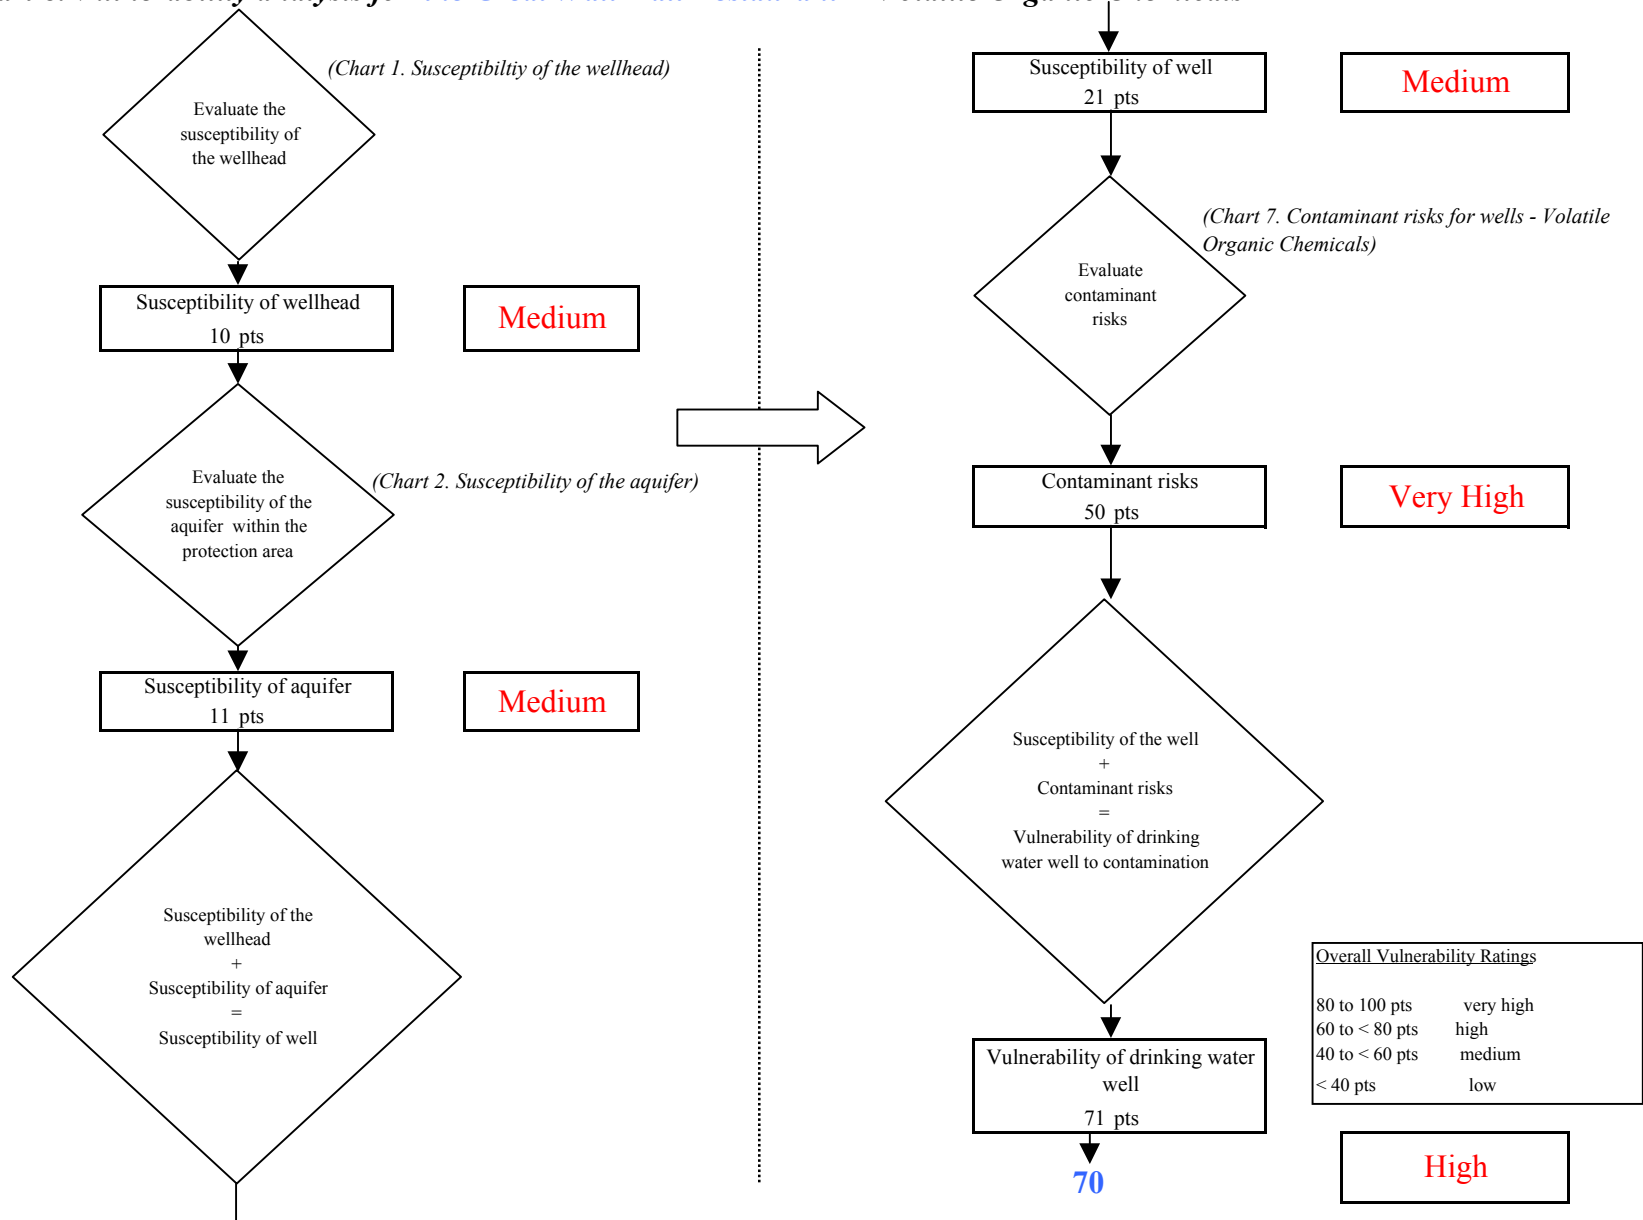 (Chart 1. Susceptibiltiy of the wellhead)
Evaluate the
susceptibility of
the wellhead
Susceptibility of wellhead
10 pts
Medium
Evaluate the
susceptibility of the
aquifer within the
protection area
(Chart 2. Susceptibility of the aquifer)
Susceptibility of aquifer
11 pts
Medium
Susceptibility of the
wellhead
+
Susceptibility of aquifer
=
Susceptibility of well
Susceptibility of well
21 pts
Medium
(Chart 7. Contaminant risks for wells - Volatile
Organic Chemicals)
Evaluate
contaminant
risks
Contaminant risks
50 pts
Very High
Susceptibility of the well
+
Contaminant risks
=
Vulnerability of drinking
water well to contamination
Overall Vulnerability Ratings
80 to 100 pts very high
60 to < 80 pts high
40 to < 60 pts medium
< 40 pts low
Vulnerability of drinking water
well
71 pts
70
High